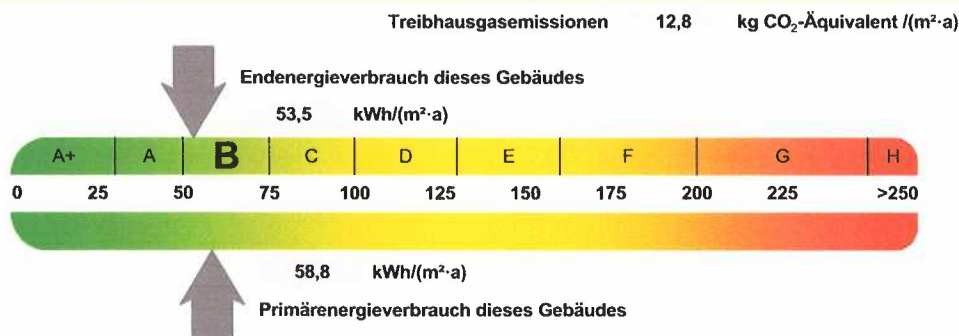 Treibhausgasemissionen 12,8 kg CO₂-Äquivalent /(m²·a)
Endenergieverbrauch dieses Gebäudes
53,5 kWh/(m²·a)
A+ A B C D E F G H
0 25 50 75 100 125 150 175 200 225 >250
58,8 kWh/(m²·a)
Primärenergieverbrauch dieses Gebäudes